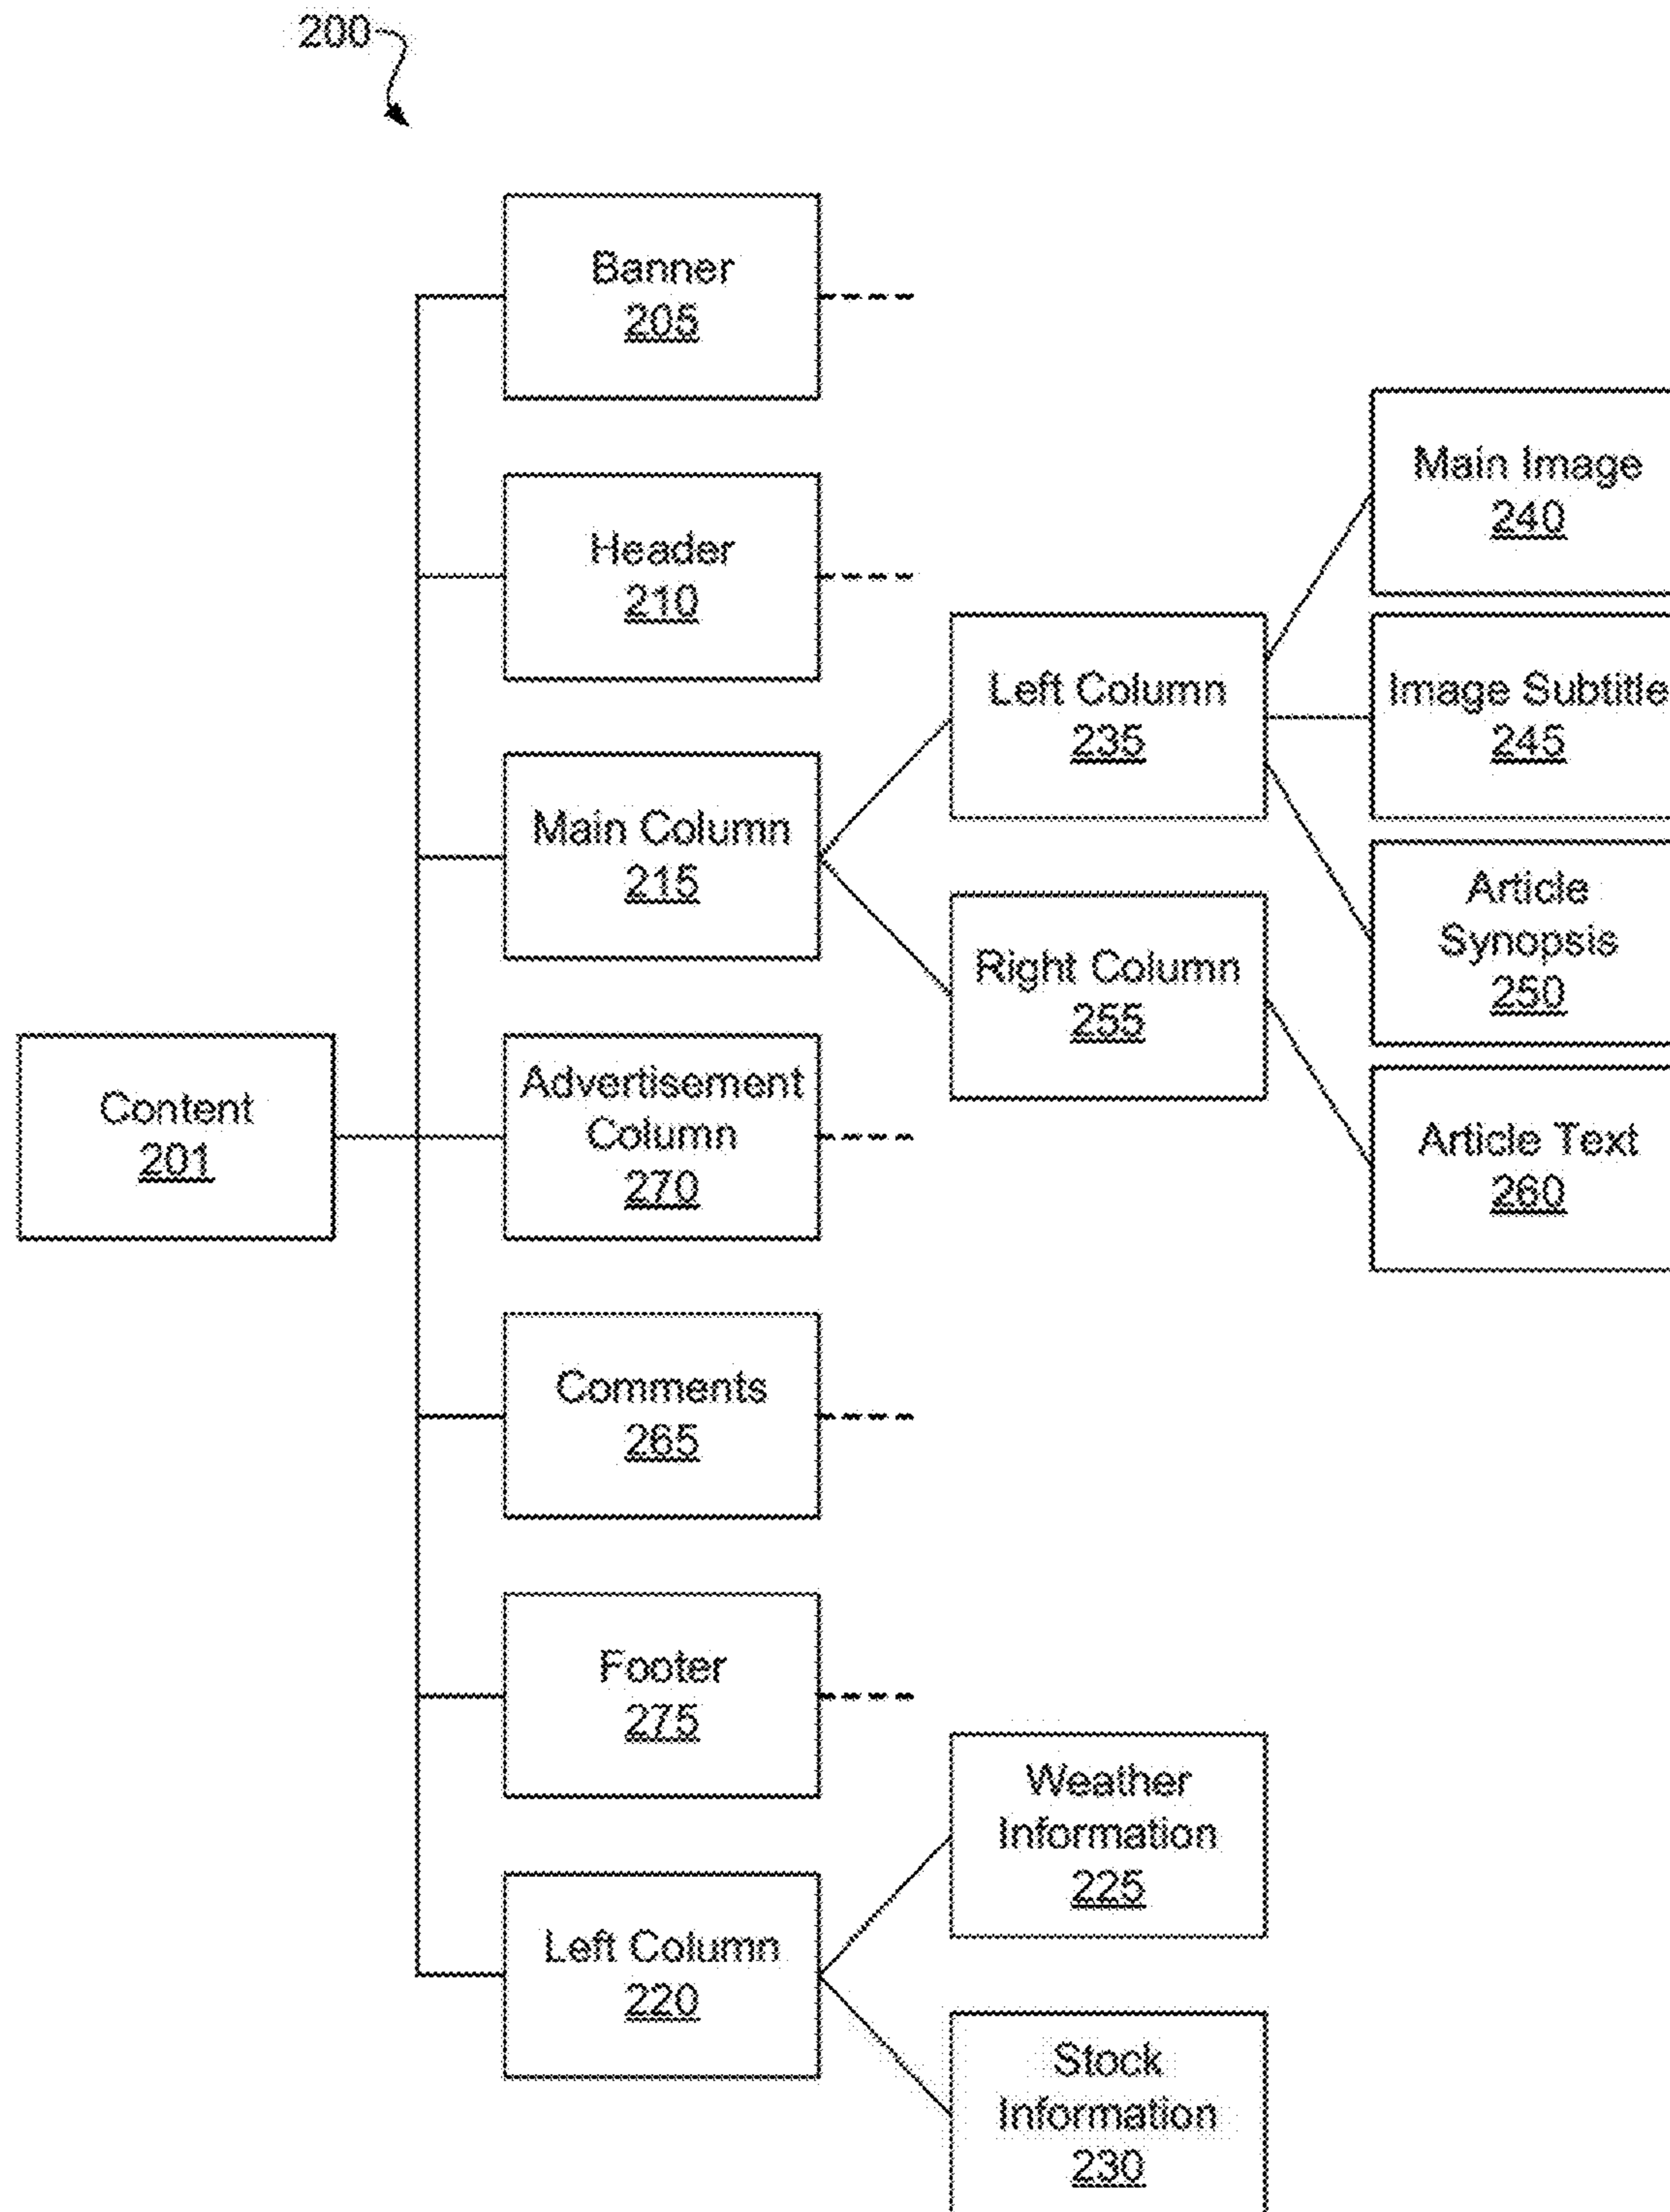 200
Banner
205
Header
210
Main Column
215
Left Column
235
Right Column
255
Main Image
240
Image Subtitle
245
Article
Synopsis
250
Article Text
260
Content
201
Advertisement
Column
270
Comments
265
Footer
275
Left Column
220
Weather
Information
225
Stock
Information
230